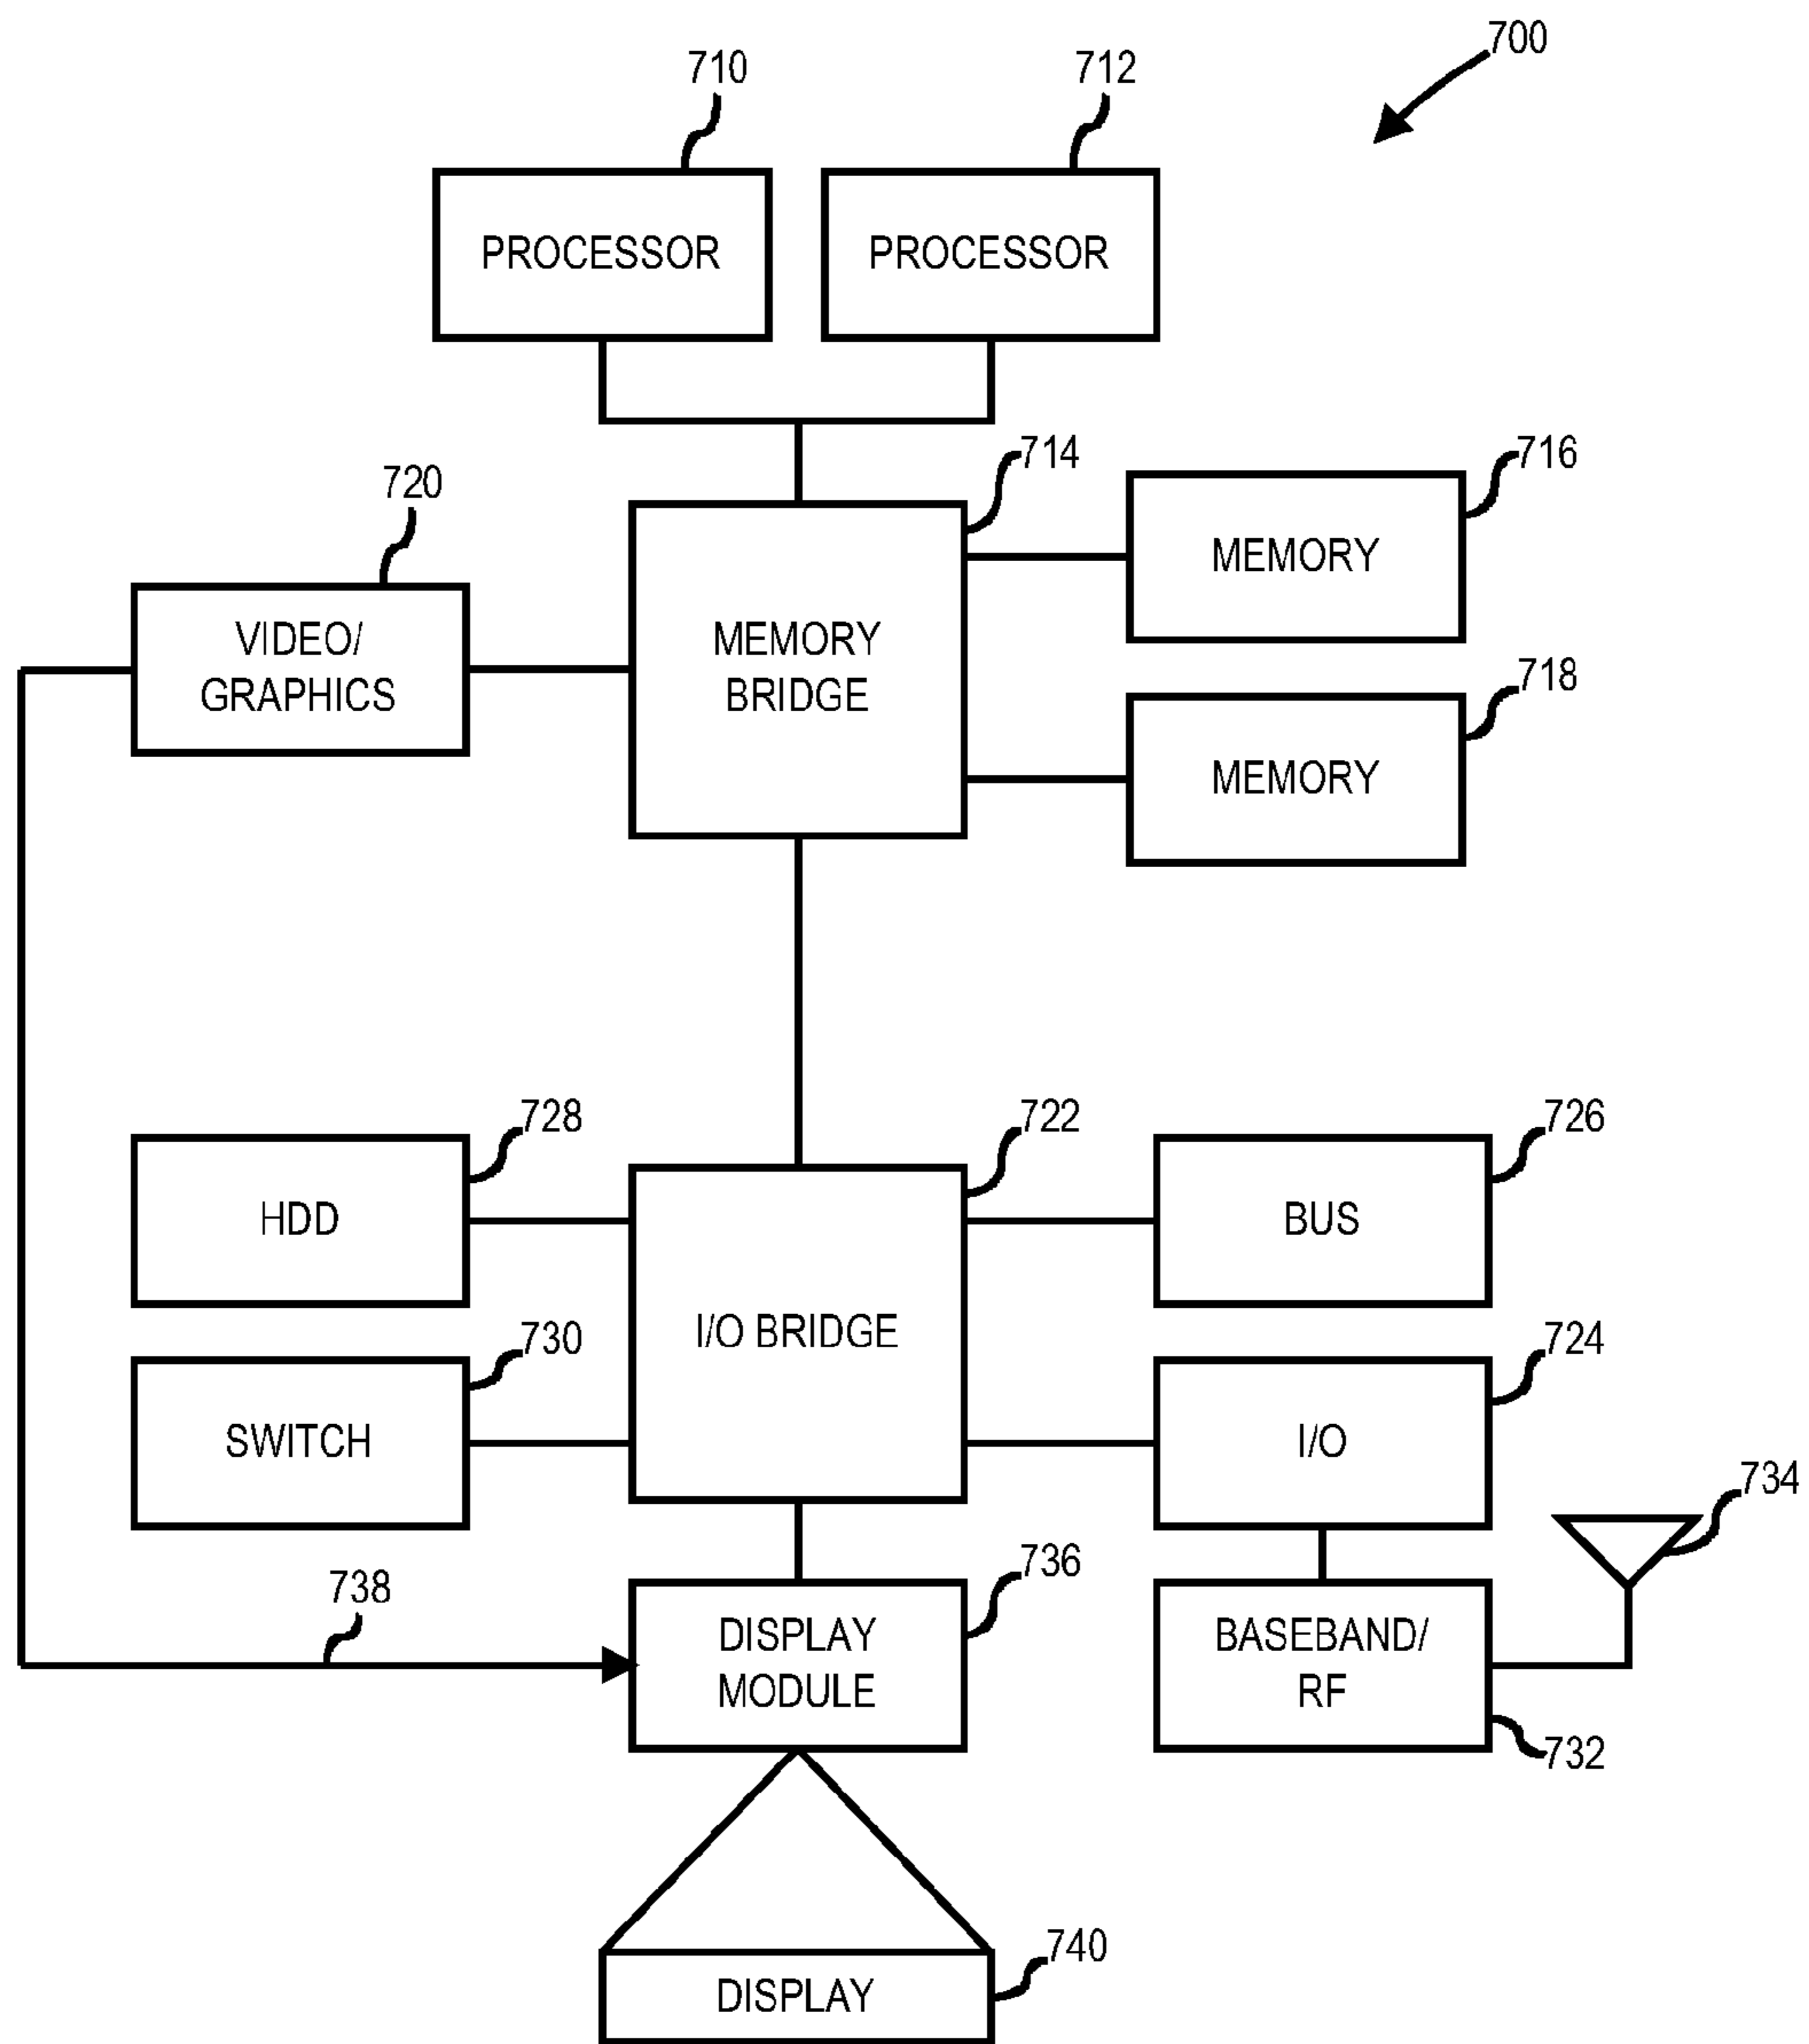 700
710
712
PROCESSOR
PROCESSOR
714
716
720
MEMORY
VIDEO/
GRAPHICS
MEMORY
BRIDGE
718
MEMORY
728
722
726
HDD
BUS
I/O BRIDGE
730
724
SWITCH
I/O
734
738
736
DISPLAY
MODULE
BASEBAND/
RF
732
740
DISPLAY